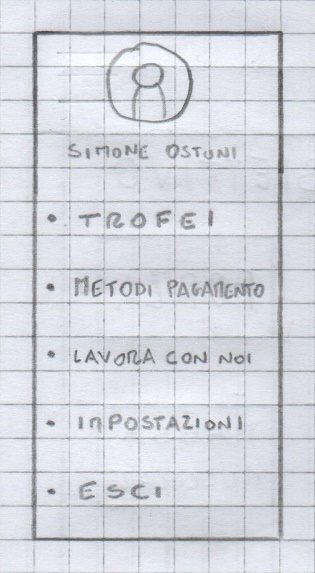 SIMONE OSTUNI
• TROFEI
• METODI PAGAMENTO
• LAVORA CON NOI
• IMPOSTAZIONI
• ESCI